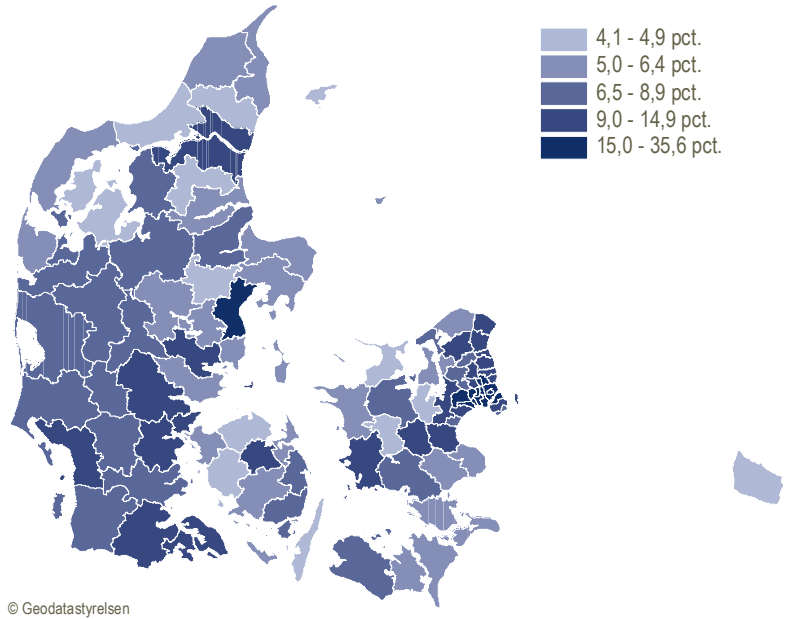 4,1 - 4,9 pct.
5,0 - 6,4 pct.
6,5 - 8,9 pct.
9,0 - 14,9 pct.
15,0 - 35,6 pct.
© Geodatastyrelsen